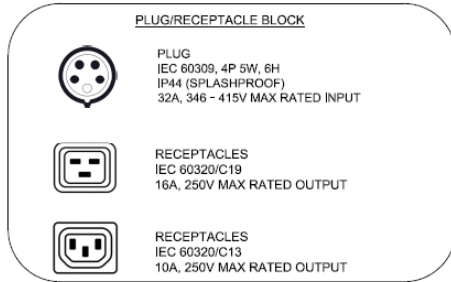 PLUG/RECEPTACLE BLOCK
PLUG
IEC 60309, 4P 5W, 6H
IP44 (SPLASHPROOF)
32A, 346 - 415V MAX RATED INPUT
RECEPTACLES
IEC 60320/C19
16A, 250V MAX RATED OUTPUT
RECEPTACLES
IEC 60320/C13
10A, 250V MAX RATED OUTPUT